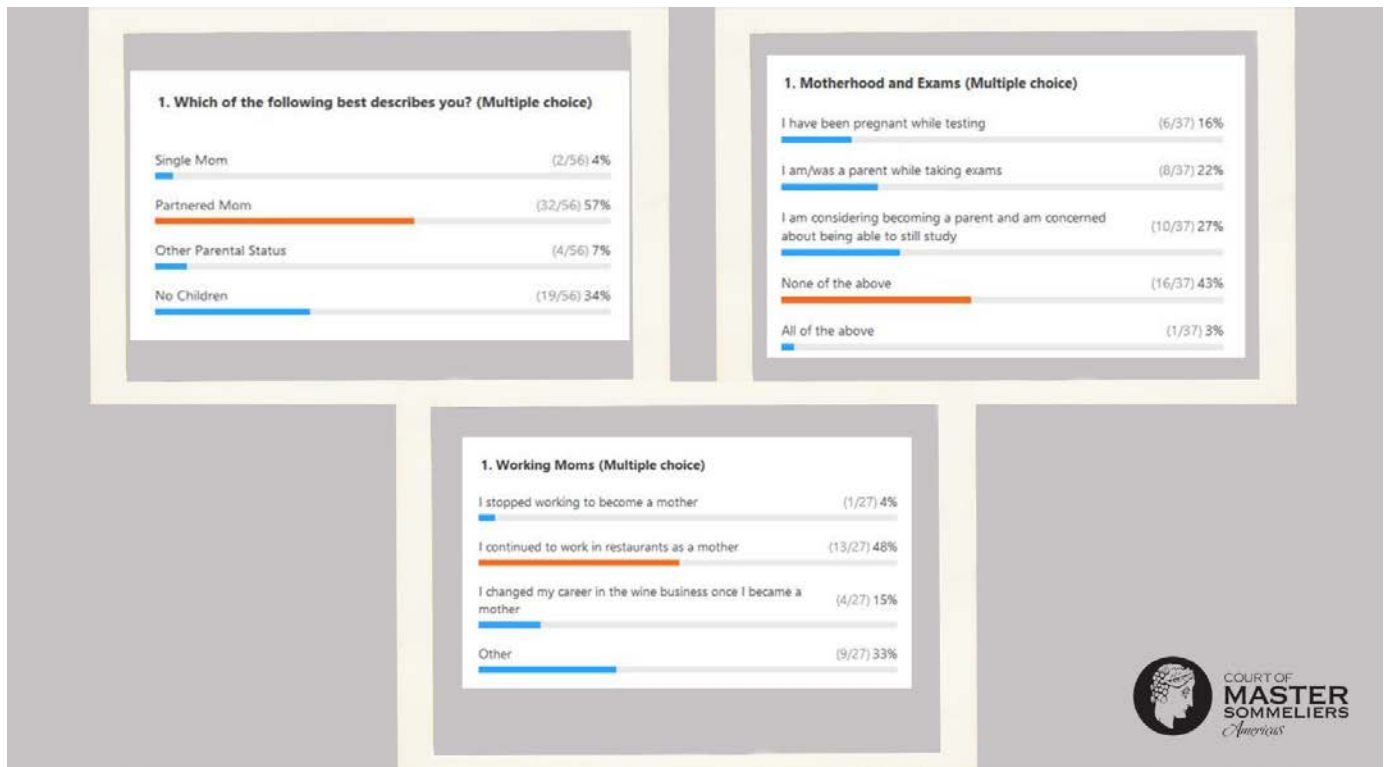 1. Which of the following best describes you? (Multiple choice)
Single Mom (2/56) 4%
Partnered Mom (32/56) 57%
Other Parental Status (4/56) 7%
No Children (19/56) 34%
1. Motherhood and Exams (Multiple choice)
I have been pregnant while testing (6/37) 16%
I am/was a parent while taking exams (8/37) 22%
I am considering becoming a parent and am concerned
about being able to still study (10/37) 27%
None of the above (16/37) 43%
All of the above (1/37) 3%
1. Working Moms (Multiple choice)
I stopped working to become a mother (1/27) 4%
I continued to work in restaurants as a mother (13/27) 48%
I changed my career in the wine business once I became a
mother (4/27) 15%
Other (9/27) 33%
COURT OF
MASTER
SOMMELIERS
Americas